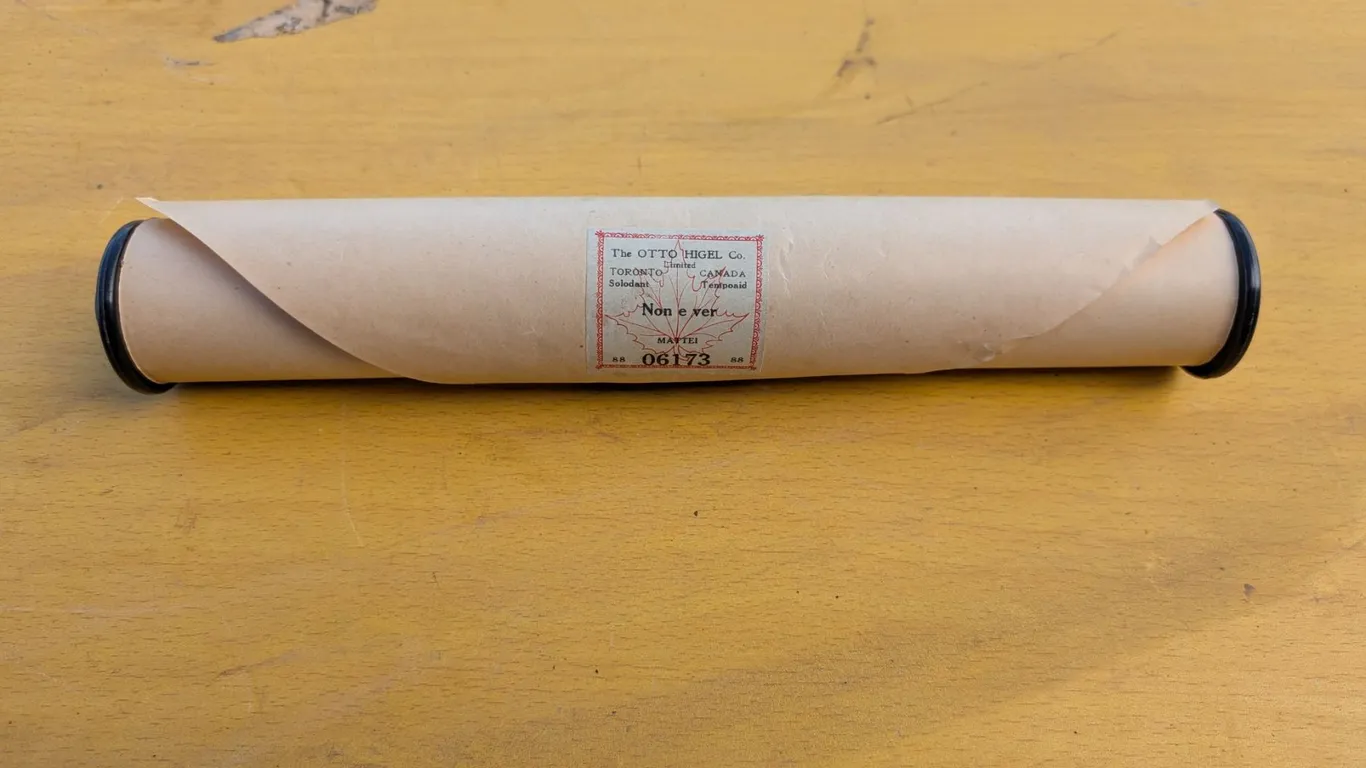 The OTTO HIGEL Co.
Limited
TORONTO CANADA
Solodant Tempoaid
Non e ver
MATTEI
88 06173 88